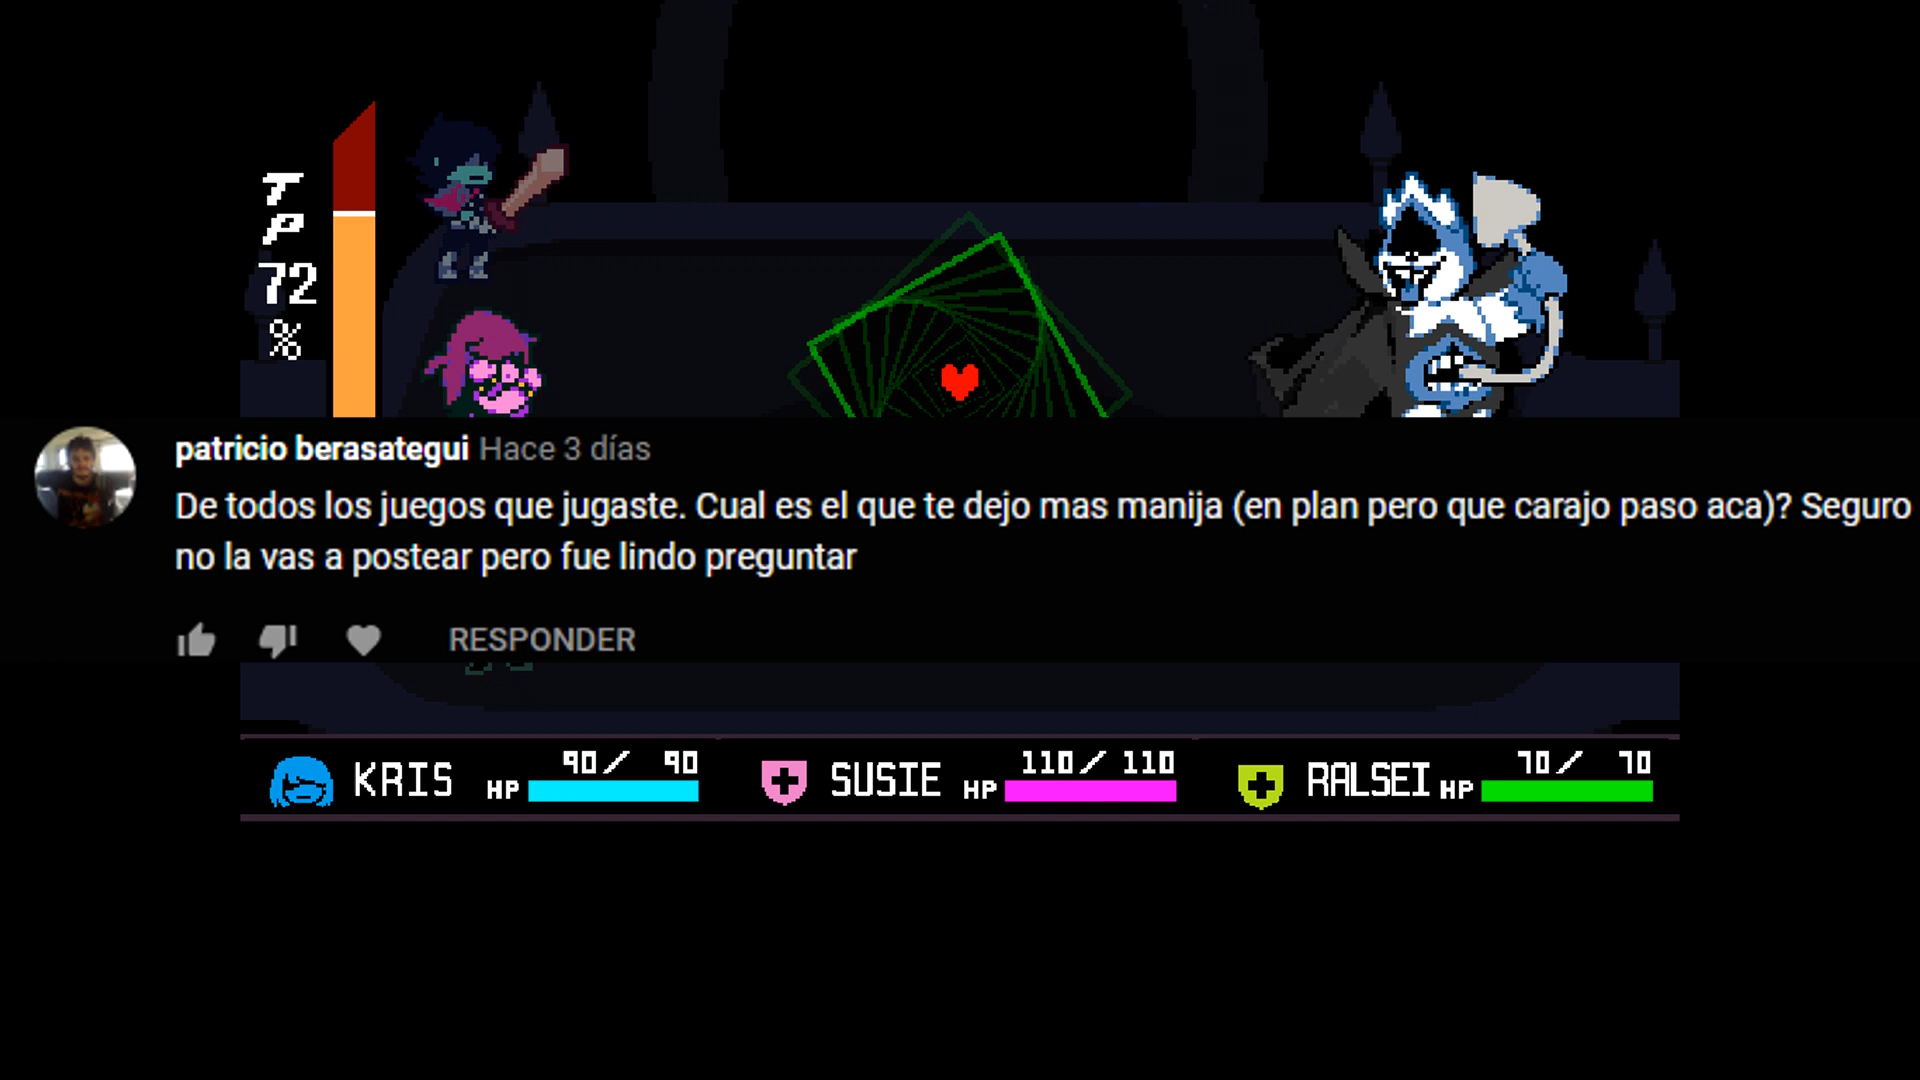 TP
72
%
patricio berasategui Hace 3 días
De todos los juegos que jugaste. Cual es el que te dejo mas manija (en plan pero que carajo paso aca)? Seguro
no la vas a postear pero fue lindo preguntar
RESPONDER
KRIS HP 90/ 90 SUSIE HP 110/ 110 RALSEI HP 70/ 70